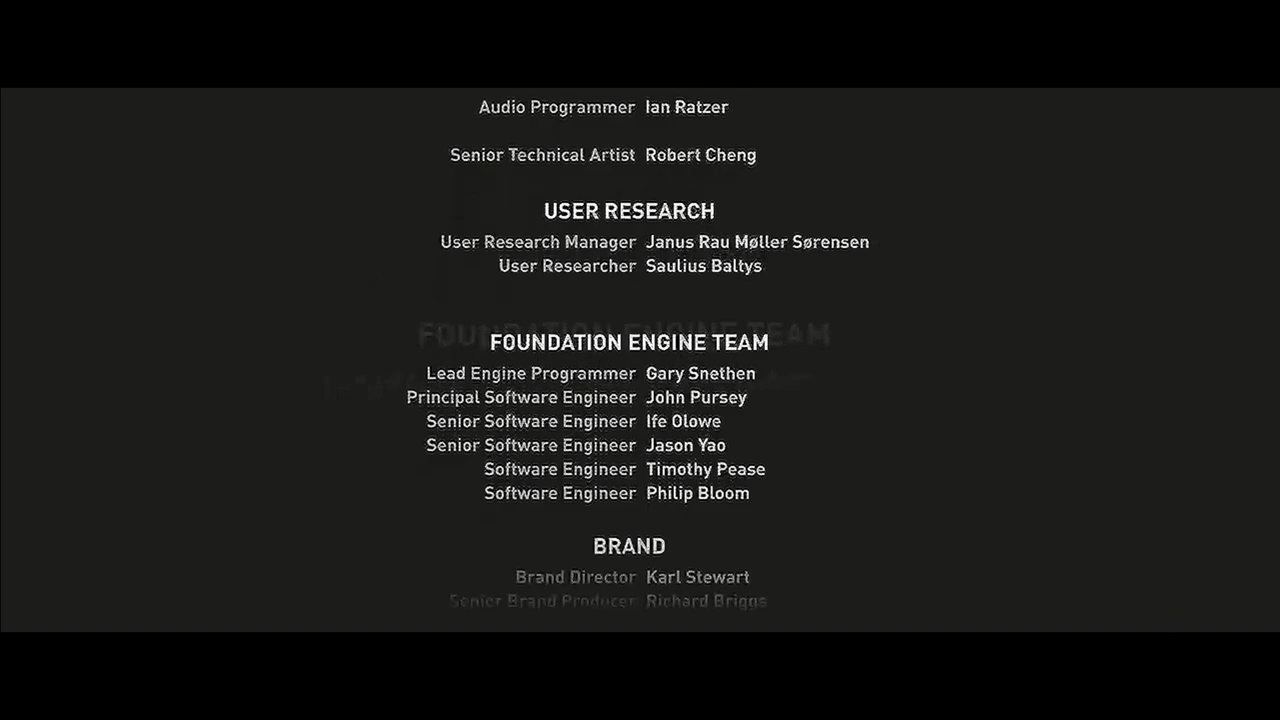 Audio Programmer Ian Ratzer
Senior Technical Artist Robert Cheng
USER RESEARCH
User Research Manager Janus Rau Møller Sørensen
User Researcher Saulius Baltys
FOUNDATION ENGINE TEAM
FOUNDATION ENGINE TEAM
Lead Engine Programmer Gary Snethen
Principal Software Engineer John Pursey
Senior Software Engineer Ife Olowe
Senior Software Engineer Jason Yao
Software Engineer Timothy Pease
Software Engineer Philip Bloom
BRAND
Brand Director Karl Stewart
Senior Brand Producer Richard Briggs